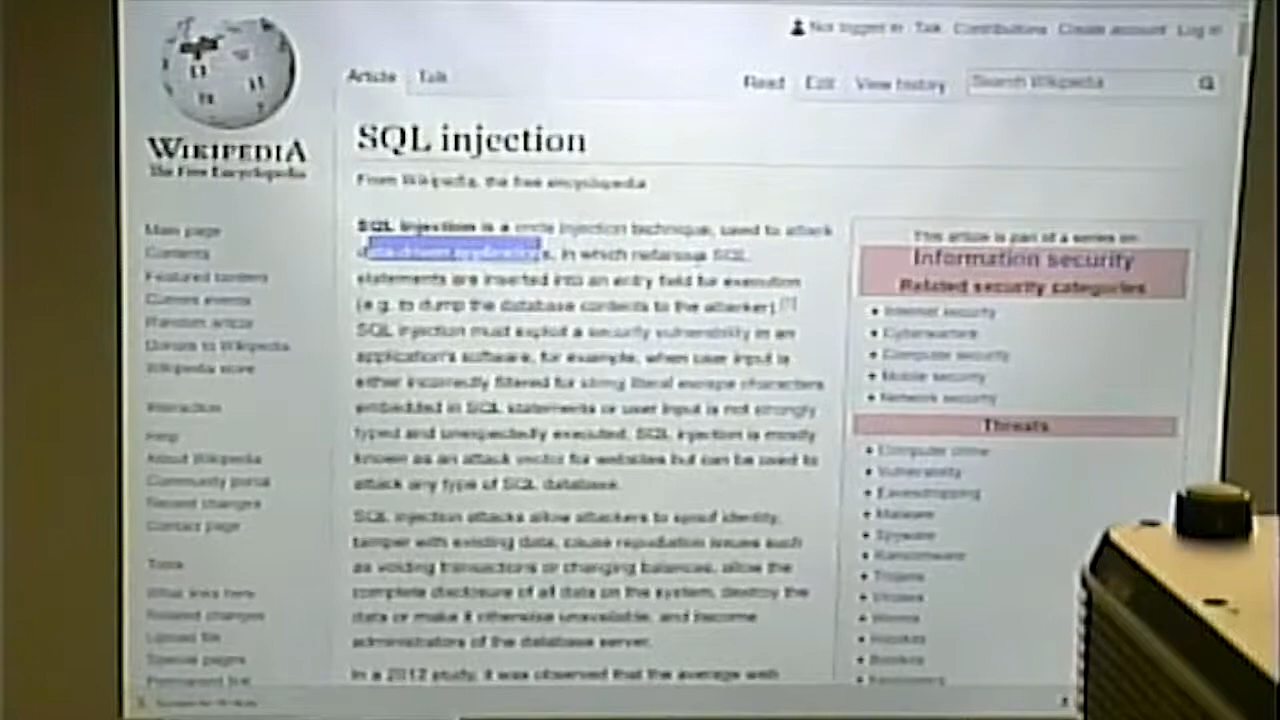 Not logged in Talk Contributions Create account Log in
Article Talk Read Edit View history Search Wikipedia
WIKIPEDIA
The Free Encyclopedia
SQL injection
From Wikipedia, the free encyclopedia
Main page
Contents
Featured content
Current events
Random article
Donate to Wikipedia
Wikipedia store
Interaction
Help
About Wikipedia
Community portal
Recent changes
Contact page
Tools
What links here
Related changes
Upload file
Special pages
Permanent link
SQL injection is a code injection technique, used to attack
data-driven applications, in which nefarious SQL
statements are inserted into an entry field for execution
(e.g. to dump the database contents to the attacker).[1]
SQL injection must exploit a security vulnerability in an
application's software, for example, when user input is
either incorrectly filtered for string literal escape characters
embedded in SQL statements or user input is not strongly
typed and unexpectedly executed. SQL injection is mostly
known as an attack vector for websites but can be used to
attack any type of SQL database.
SQL injection attacks allow attackers to spoof identity,
tamper with existing data, cause repudiation issues such
as voiding transactions or changing balances, allow the
complete disclosure of all data on the system, destroy the
data or make it otherwise unavailable, and become
administrators of the database server.
In a 2012 study, it was observed that the average web
This article is part of a series on
Information security
Related security categories
• Internet security
• Cyberwarfare
• Computer security
• Mobile security
• Network security
Threats
• Computer crime
• Vulnerability
• Eavesdropping
• Malware
• Spyware
• Ransomware
• Trojans
• Viruses
• Worms
• Rootkits
• Bootkits